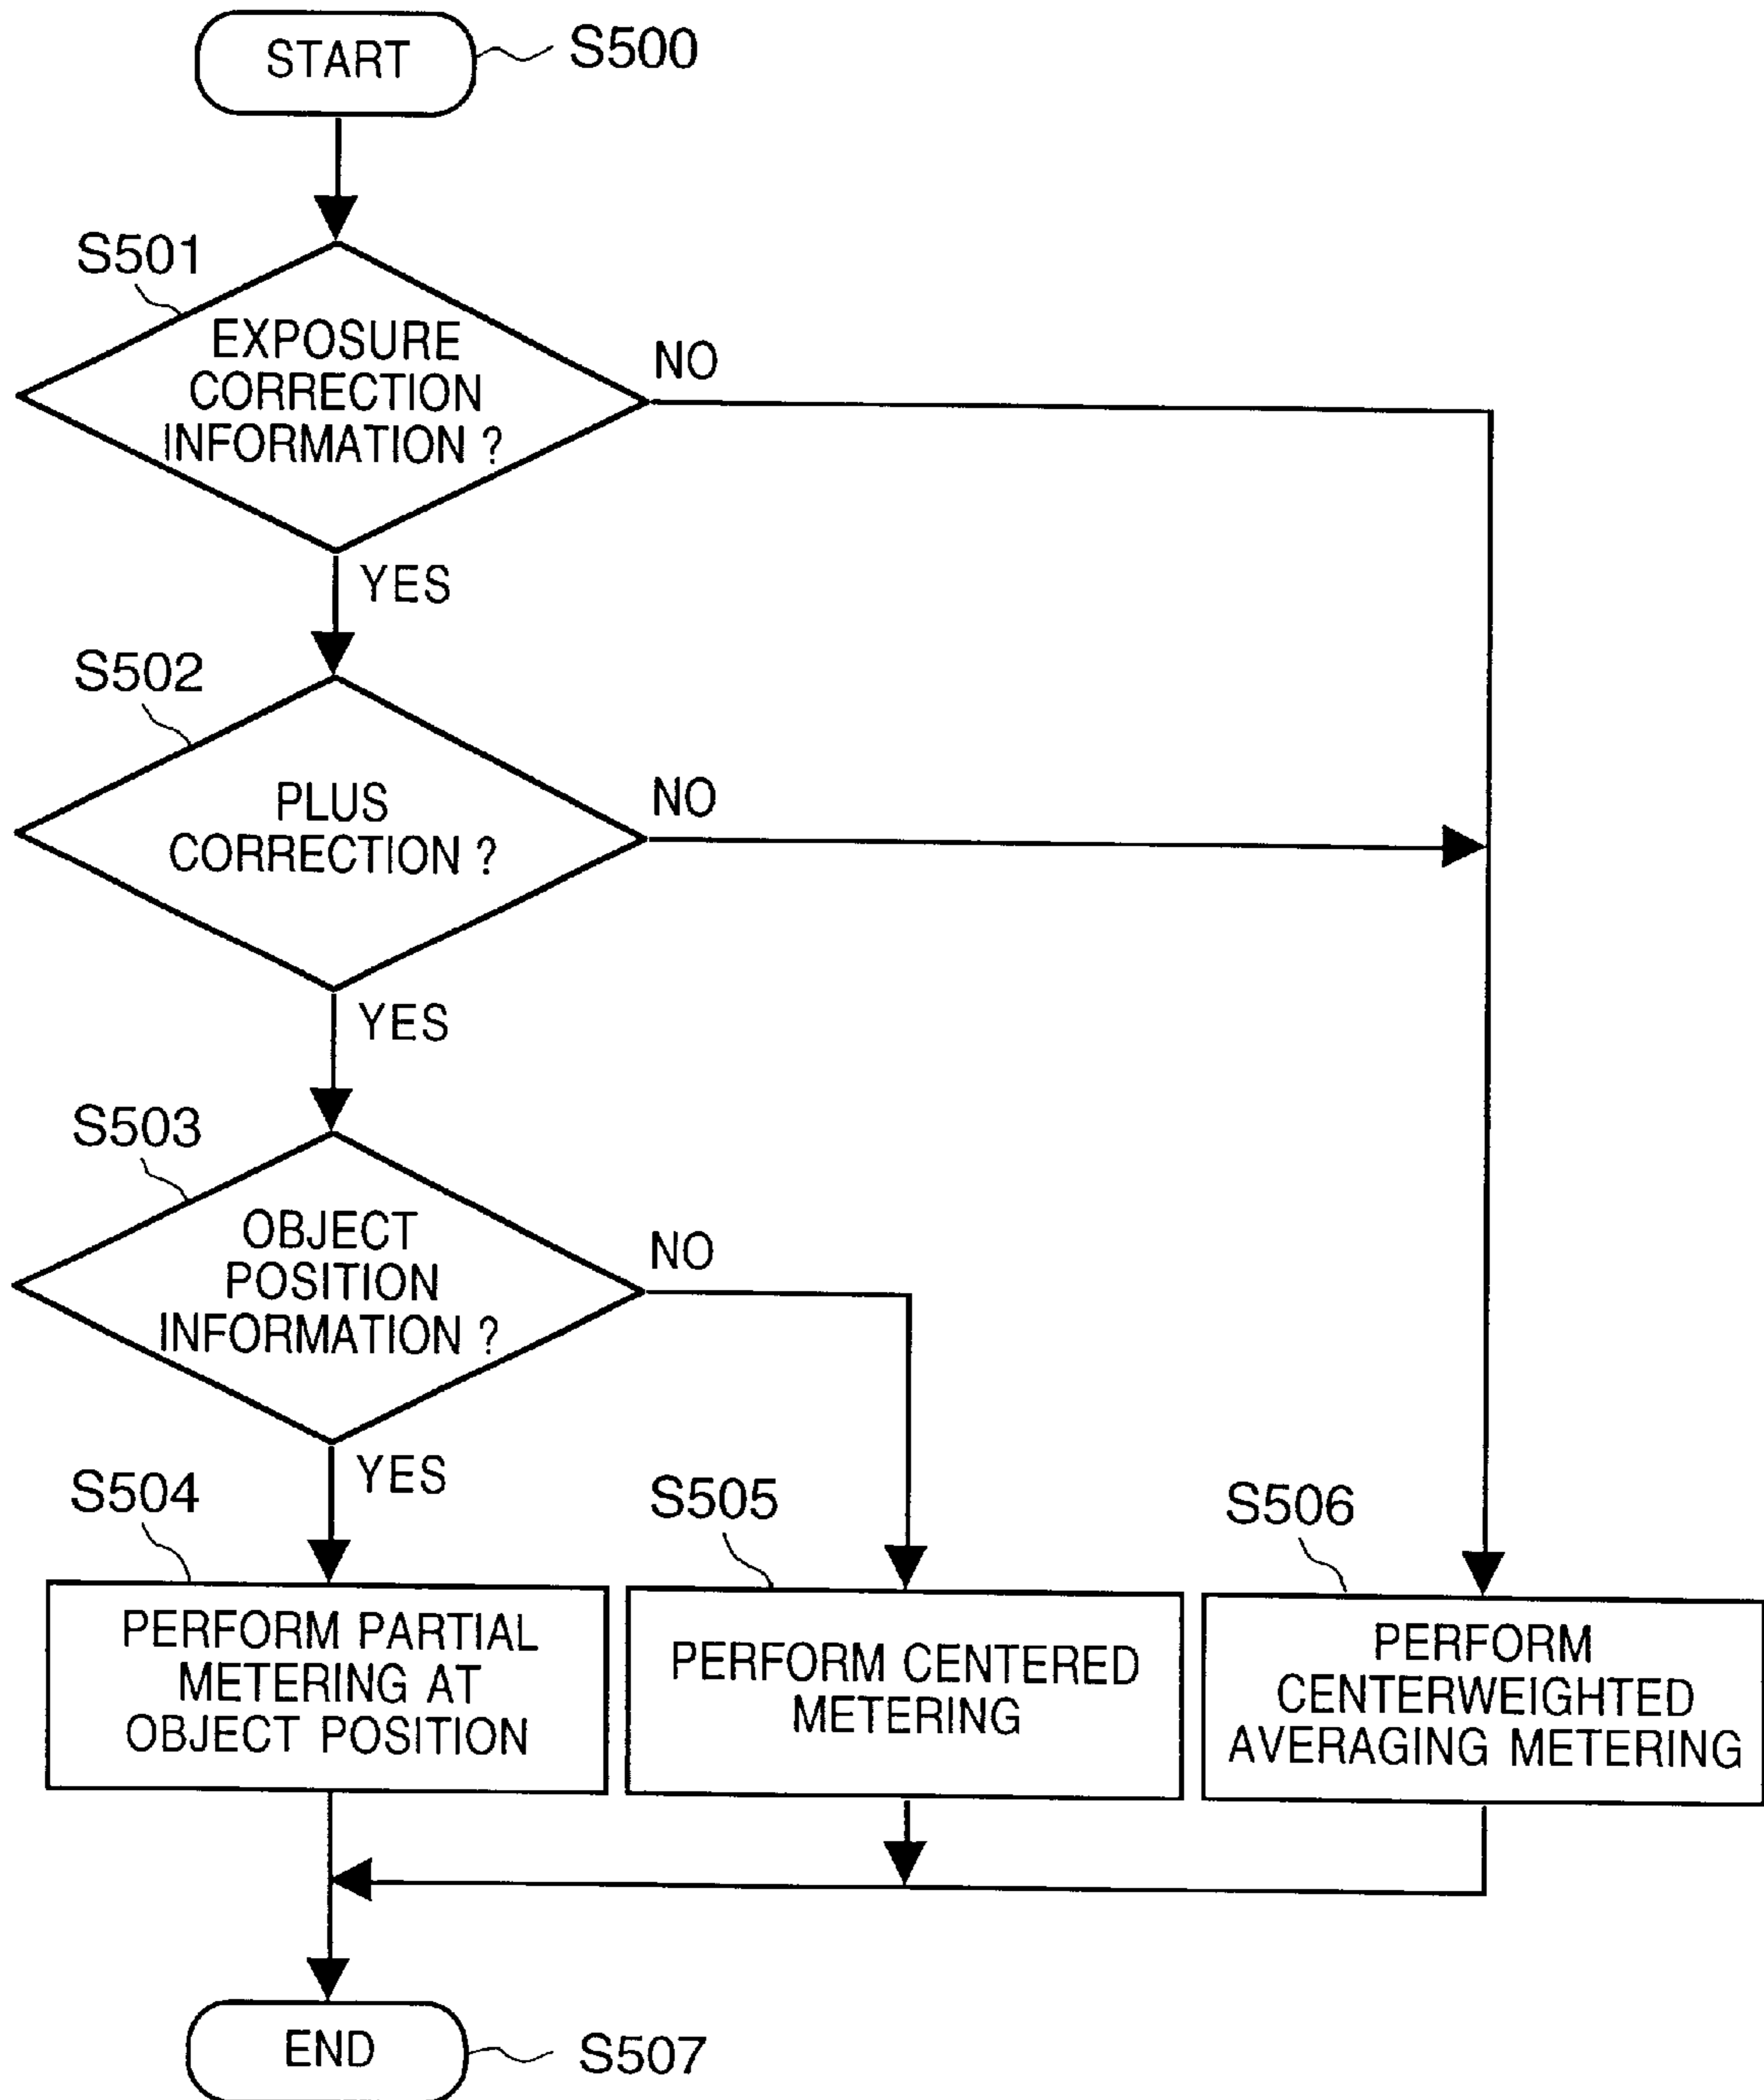 START
S500
S501
EXPOSURE
CORRECTION
INFORMATION ?
NO
YES
S502
PLUS
CORRECTION ?
NO
YES
S503
OBJECT
POSITION
INFORMATION ?
NO
YES
S504
PERFORM PARTIAL
METERING AT
OBJECT POSITION
S505
PERFORM CENTERED
METERING
S506
PERFORM
CENTERWEIGHTED
AVERAGING METERING
END
S507